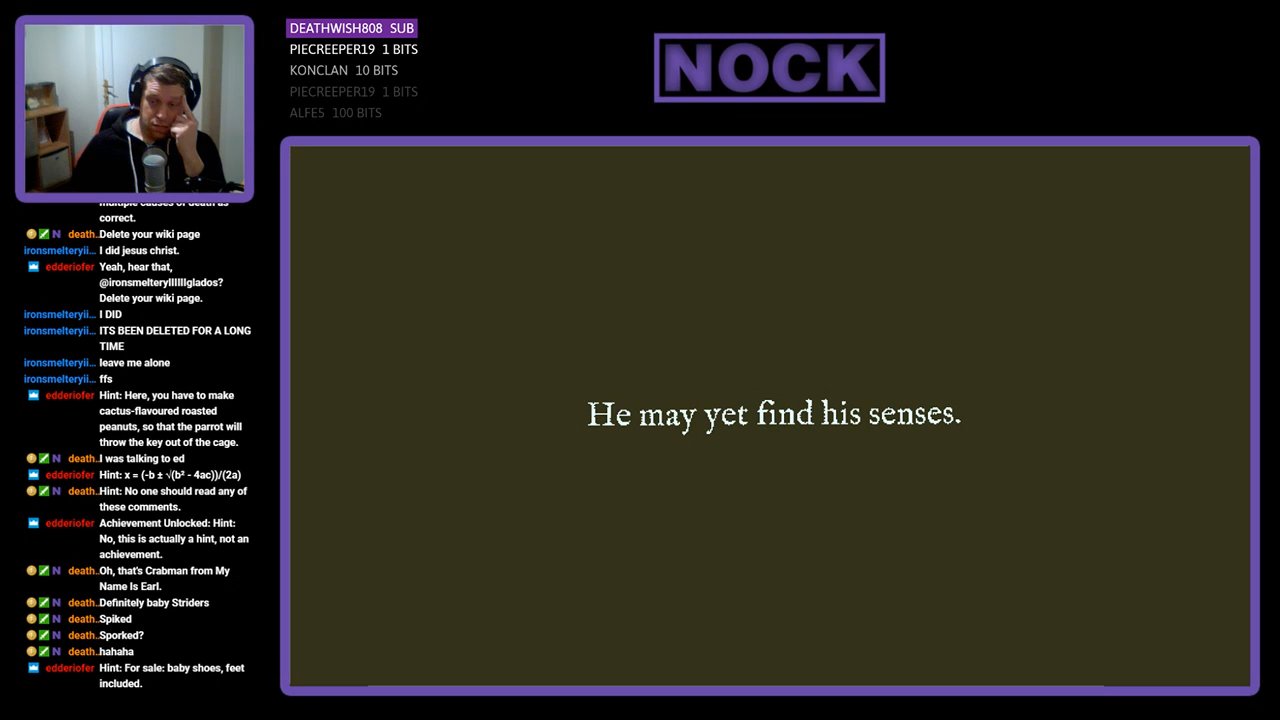 DEATHWISH808 SUB
PIECREEPER19 1 BITS
KONCLAN 10 BITS
PIECREEPER19 1 BITS
ALFE5 100 BITS
NOCK
multiple causes of death as
correct.
death.. Delete your wiki page
ironsmelteryii... I did jesus christ.
edderiofer Yeah, hear that,
@ironsmelteryIIIIIIglados?
Delete your wiki page.
ironsmelteryii... I DID
ironsmelteryii... ITS BEEN DELETED FOR A LONG
TIME
ironsmelteryii... leave me alone
ironsmelteryii... ffs
edderiofer Hint: Here, you have to make
cactus-flavoured roasted
peanuts, so that the parrot will
throw the key out of the cage.
death.. I was talking to ed
edderiofer Hint: x = (-b ± √(b² - 4ac))/(2a)
death.. Hint: No one should read any of
these comments.
edderiofer Achievement Unlocked: Hint:
No, this is actually a hint, not an
achievement.
death.. Oh, that's Crabman from My
Name Is Earl.
death.. Definitely baby Striders
death.. Spiked
death.. Sporked?
death.. hahaha
edderiofer Hint: For sale: baby shoes, feet
included.
He may yet find his senses.